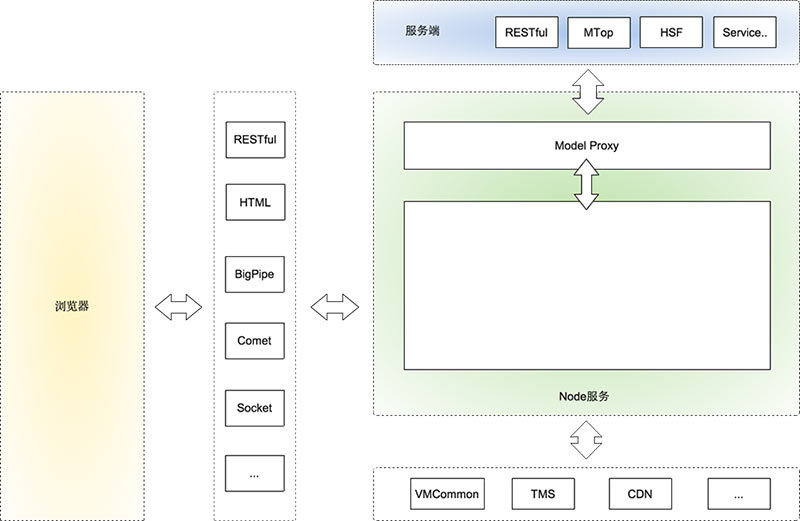 服务端
RESTful
MTop
HSF
Service..
浏览器
RESTful
HTML
BigPipe
Comet
Socket
...
Model Proxy
Node服务
VMCommon
TMS
CDN
...